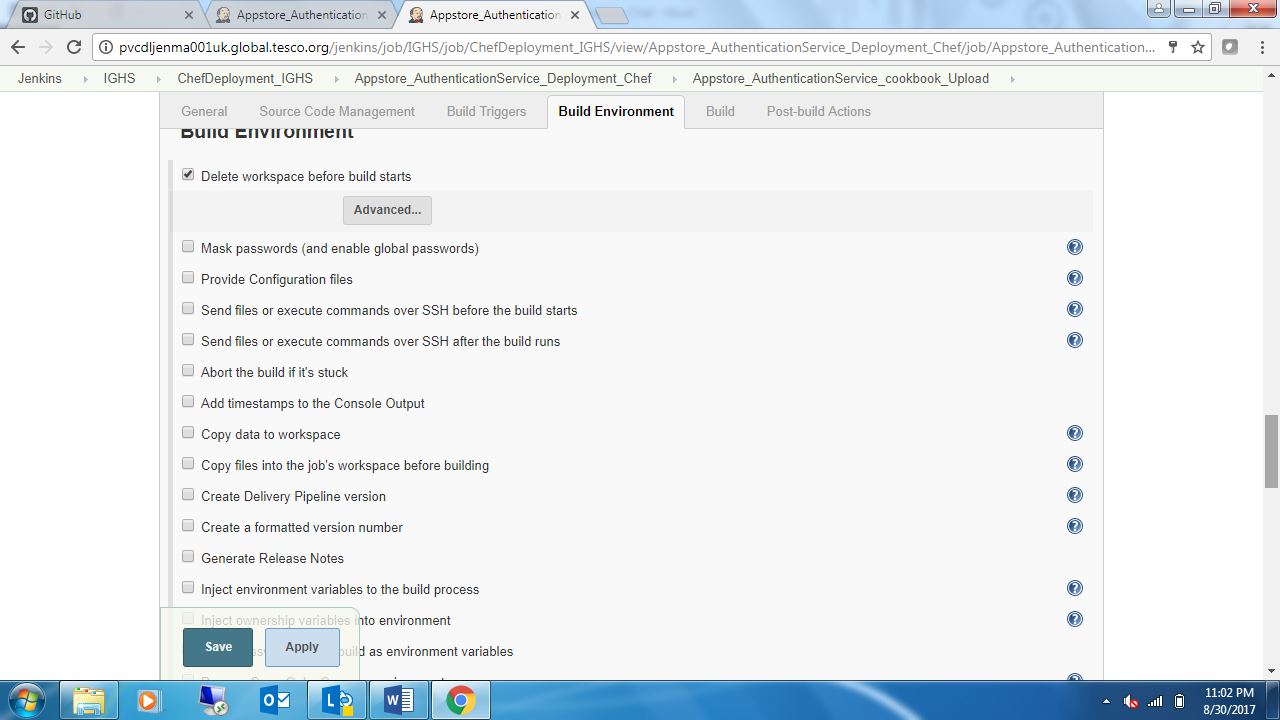 GitHub
Appstore_Authentication
Appstore_Authentication
pvcdljenma001uk.global.tesco.org/jenkins/job/IGHS/job/ChefDeployment_IGHS/view/Appstore_AuthenticationService_Deployment_Chef/job/Appstore_Authentication...
Jenkins IGHS ChefDeployment_IGHS Appstore_AuthenticationService_Deployment_Chef Appstore_AuthenticationService_cookbook_Upload
General Source Code Management Build Triggers Build Environment Build Post-build Actions
Build Environment
Delete workspace before build starts
Advanced...
Mask passwords (and enable global passwords)
Provide Configuration files
Send files or execute commands over SSH before the build starts
Send files or execute commands over SSH after the build runs
Abort the build if it's stuck
Add timestamps to the Console Output
Copy data to workspace
Copy files into the job's workspace before building
Create Delivery Pipeline version
Create a formatted version number
Generate Release Notes
Inject environment variables to the build process
Inject ownership variables into environment
build as environment variables
Save Apply
11:02 PM
8/30/2017